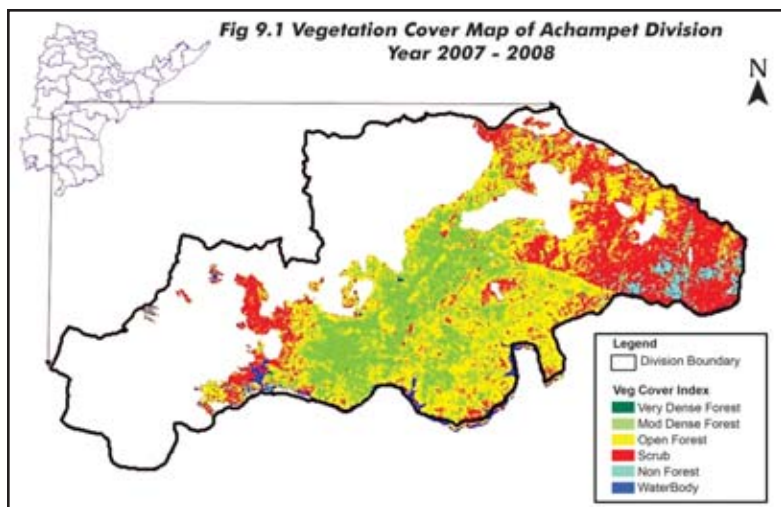 Fig 9.1 Vegetation Cover Map of Achampet Division
Year 2007 - 2008
N
Legend
Division Boundary
Veg Cover Index
Very Dense Forest
Mod Dense Forest
Open Forest
Scrub
Non Forest
WaterBody